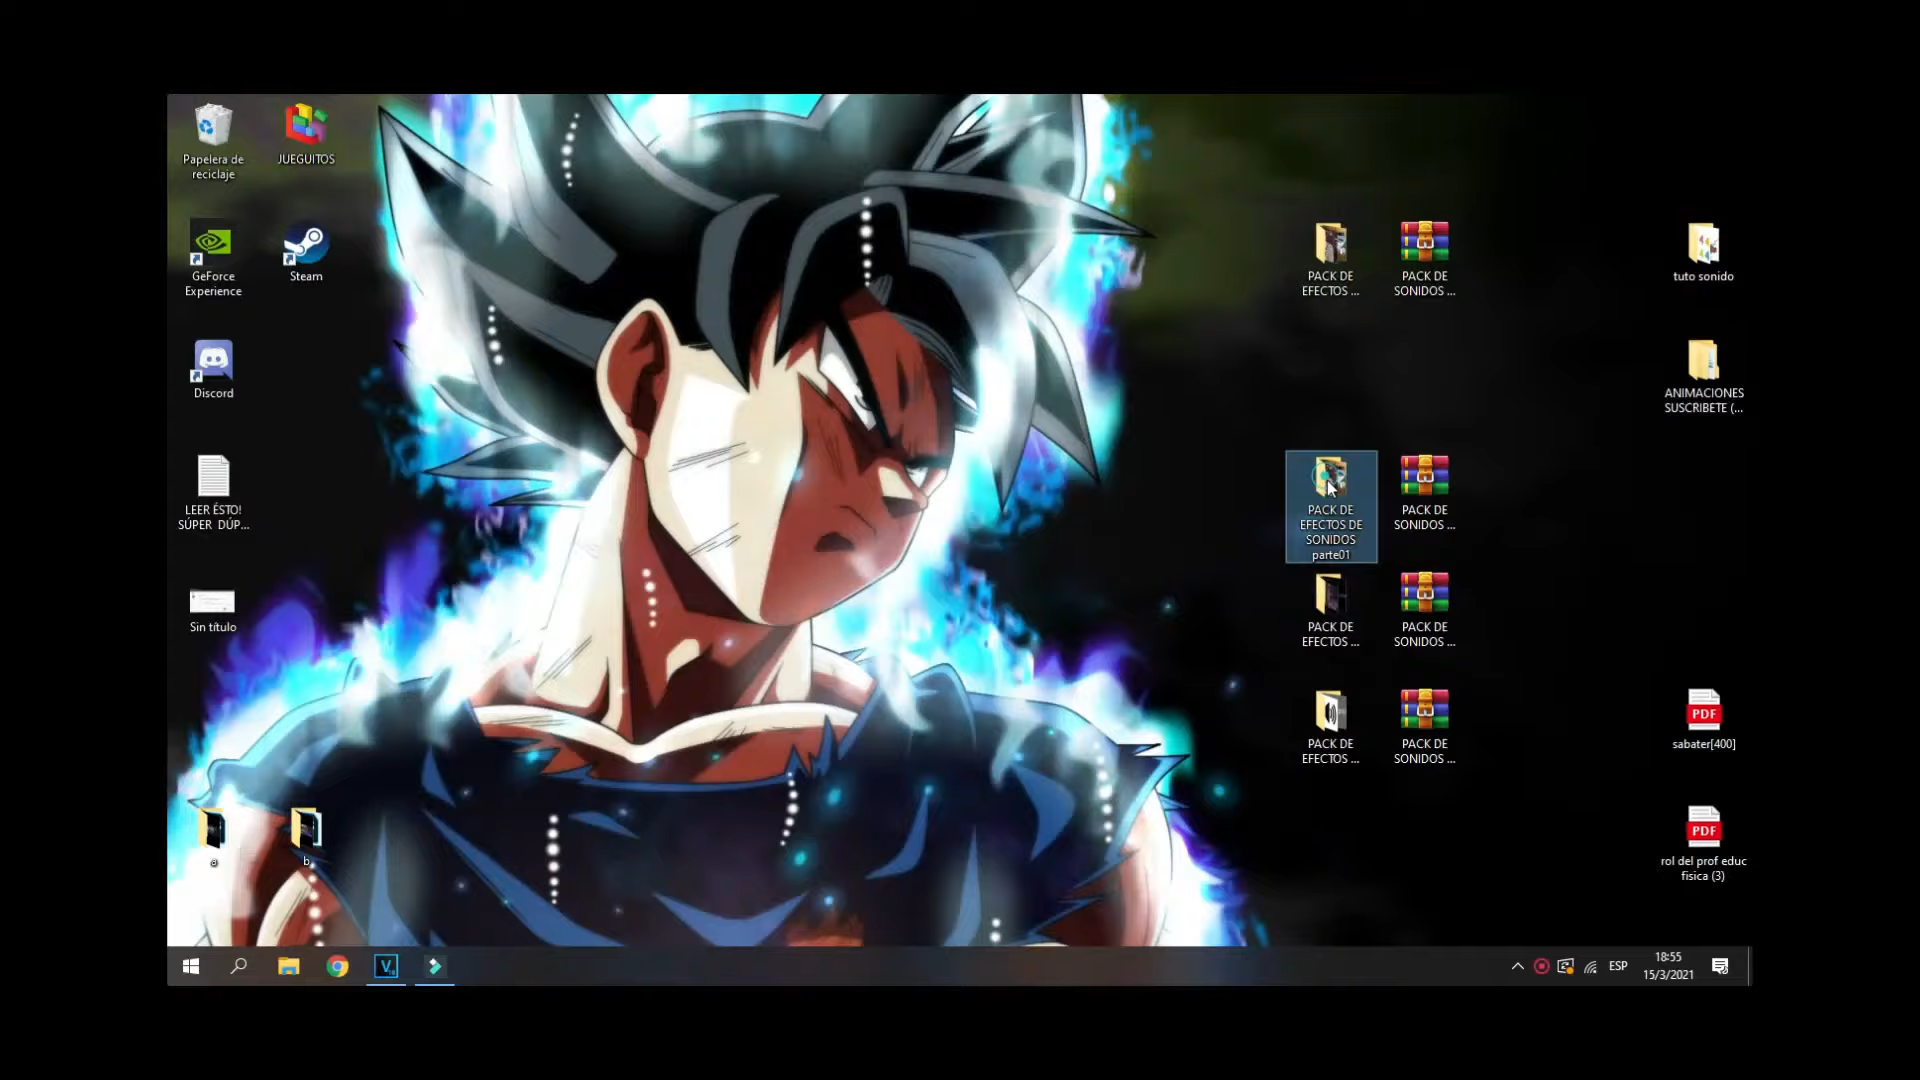 Papelera de
reciclaje
JUEGUITOS
GeForce
Experience
Steam
Discord
LEER ÉSTO!
SÚPER DÚP...
Sin título
a
b
PACK DE
EFECTOS ...
PACK DE
SONIDOS ...
PACK DE
EFECTOS DE
SONIDOS
parte01
PACK DE
SONIDOS ...
PACK DE
EFECTOS ...
PACK DE
SONIDOS ...
PACK DE
EFECTOS ...
PACK DE
SONIDOS ...
tuto sonido
ANIMACIONES
SUSCRIBETE (...
PDF
sabater[400]
PDF
rol del prof educ
fisica (3)
ESP
18:55
15/3/2021